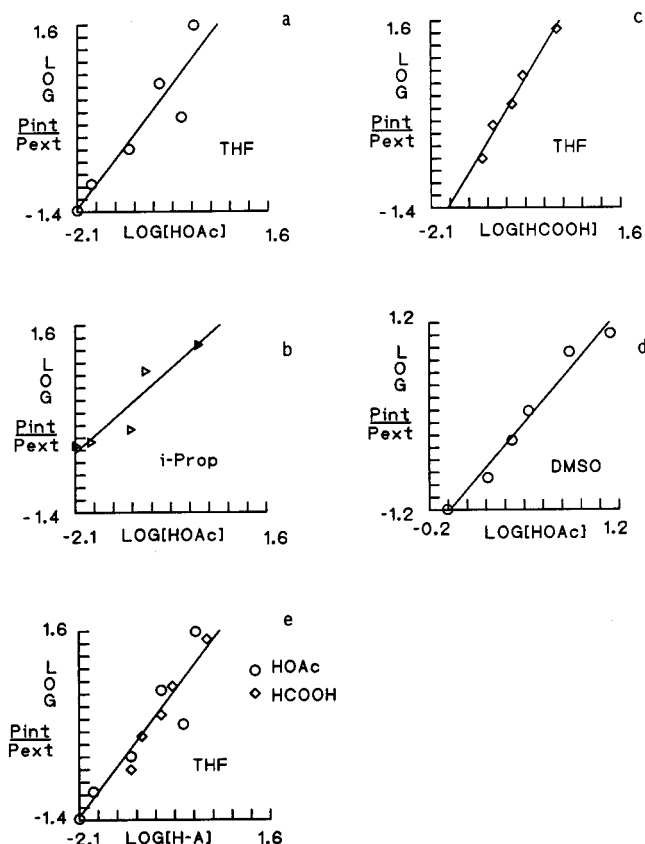 a
1.6
L
O
G
Pint
Pext
THF
-1.4
-2.1
LOG[HOAc]
1.6
c
1.6
L
O
G
Pint
Pext
THF
-1.4
-2.1
LOG[HCOOH]
1.6
b
1.6
L
O
G
Pint
Pext
i-Prop
-1.4
-2.1
LOG[HOAc]
1.6
d
1.2
L
O
G
Pint
Pext
DMSO
-1.2
-0.2
LOG[HOAc]
1.2
e
1.6
L
O
G
Pint
Pext
HOAc
HCOOH
THF
-1.4
-2.1
LOG[H-A]
1.6